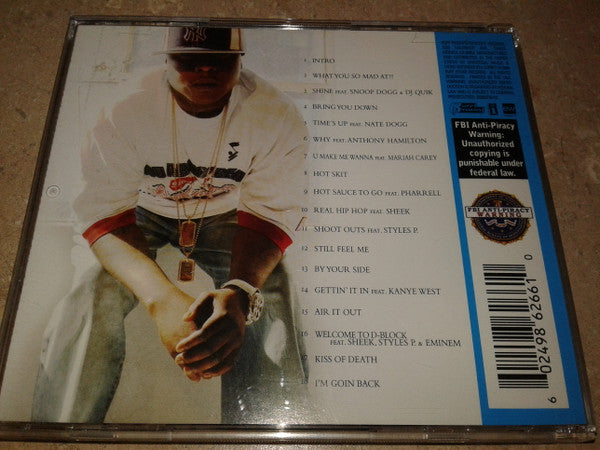 1 INTRO
2 WHAT YOU SO MAD AT?!
3 SHINE FEAT. SNOOP DOGG & DJ QUIK
4 BRING YOU DOWN
5 TIME'S UP FEAT. NATE DOGG
6 WHY FEAT. ANTHONY HAMILTON
7 U MAKE ME WANNA FEAT. MARIAH CAREY
8 HOT SKIT
9 HOT SAUCE TO GO FEAT. PHARRELL
10 REAL HIP HOP FEAT. SHEEK
11 SHOOT OUTS FEAT. STYLES P.
12 STILL FEEL ME
13 BY YOUR SIDE
14 GETTIN' IT IN FEAT. KANYE WEST
15 AIR IT OUT
16 WELCOME TO D-BLOCK
FEAT. SHEEK, STYLES P. & EMINEM
17 KISS OF DEATH
18 I'M GOIN BACK
FBI Anti-Piracy
Warning:
Unauthorized
copying is
punishable under
federal law.
FBI ANTI-PIRACY
WARNING
6 02498 62661 0